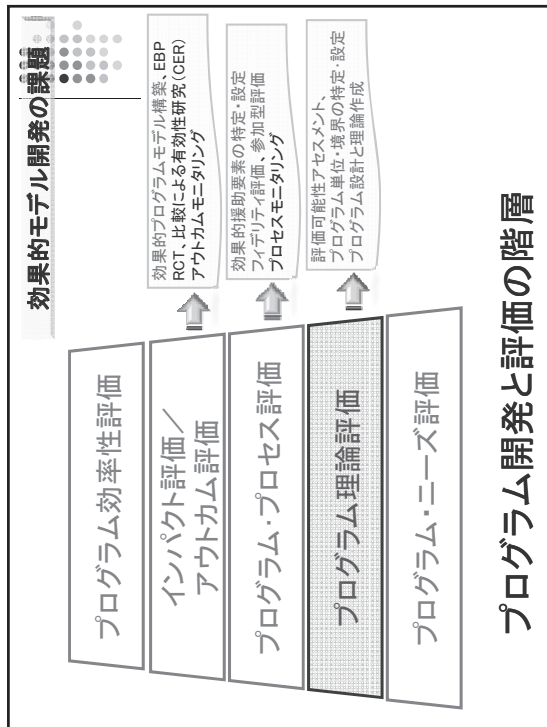 効果的モデル開発の課題
プログラム効率性評価
インパクト評価／
アウトカム評価
効果的プログラムモデル構築、EBP
RCT、比較による有効性研究(CER)
アウトカムモニタリング
プログラム・プロセス評価
効果的援助要素の特定・設定
フィデリティ評価、参加型評価
プロセスモニタリング
プログラム理論評価
評価可能性アセスメント、
プログラム単位・境界の特定・設定
プログラム設計と理論作成
プログラム・ニーズ評価
プログラム開発と評価の階層